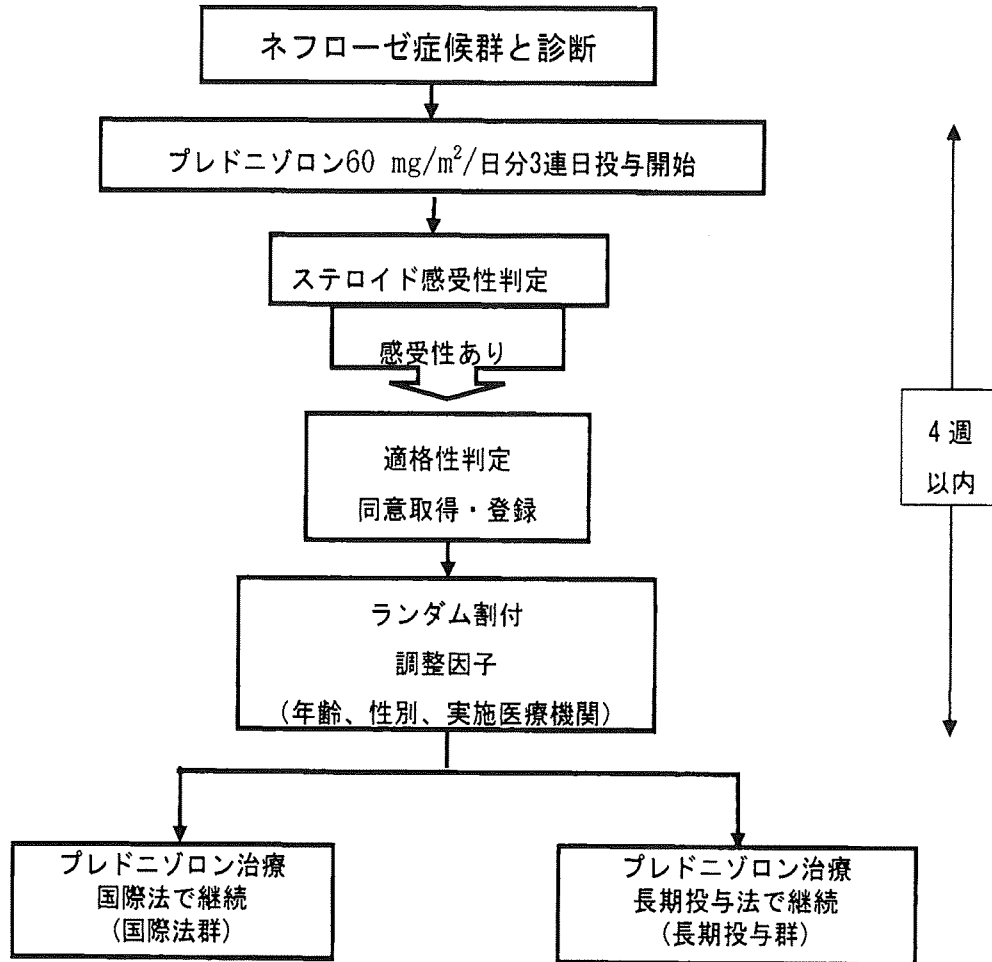 ネフローゼ症候群と診断
プレドニゾロン60 mg/m²/日分3連日投与開始
ステロイド感受性判定
感受性あり
適格性判定
同意取得・登録
ランダム割付
調整因子
(年齢、性別、実施医療機関)
4週
以内
プレドニゾロン治療
国際法で継続
(国際法群)
プレドニゾロン治療
長期投与法で継続
(長期投与群)